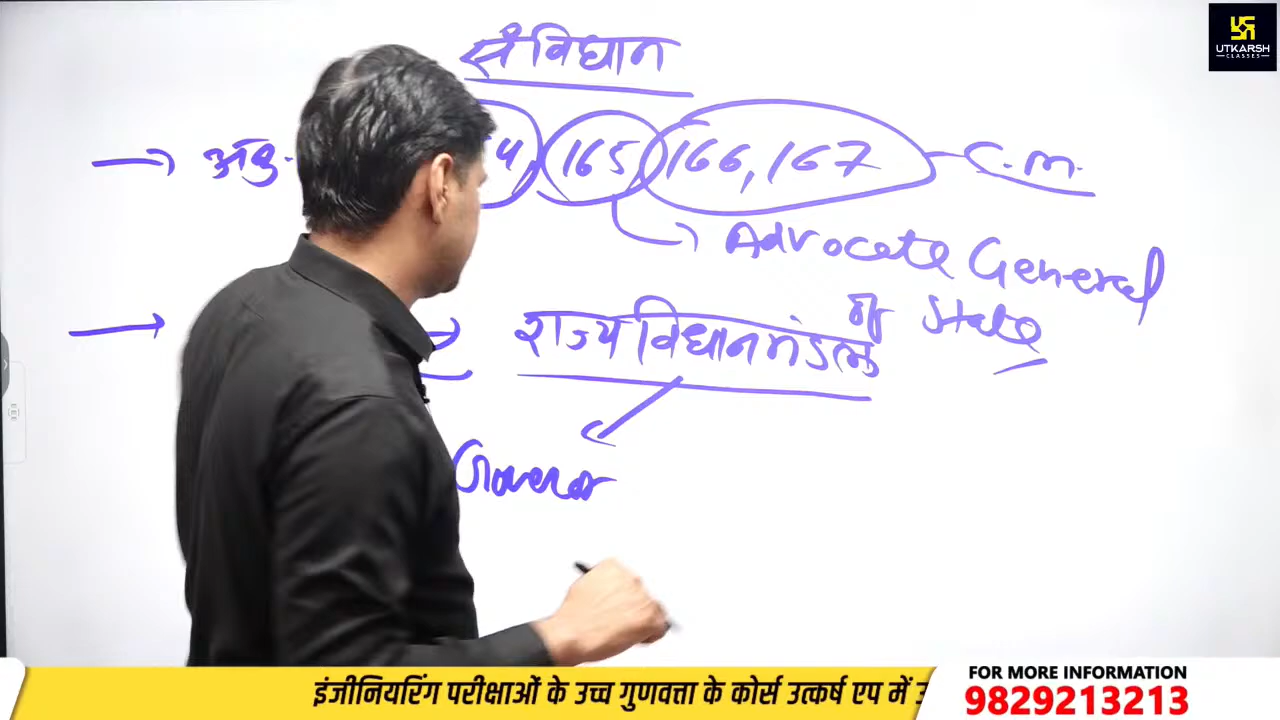 UTKARSH
CLASSES
संविधान
→ अनु. 4, 165, 166, 167 - C.M.
→ Advocate General
of State
→ → राज्य विधानमंडल
Governor
इंजीनियरिंग परीक्षाओं के उच्च गुणवत्ता के कोर्स उत्कर्ष एप में
FOR MORE INFORMATION
9829213213